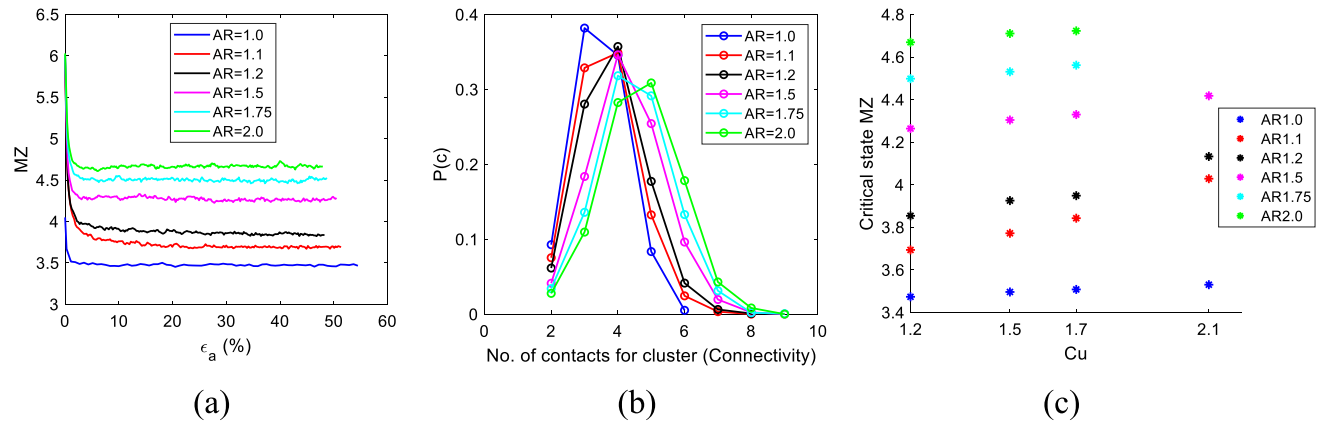 6.5
6
5.5
5
4.5
4
3.5
3
MZ
0 10 20 30 40 50 60
ϵa (%)
AR=1.0
AR=1.1
AR=1.2
AR=1.5
AR=1.75
AR=2.0
(a)
0.4
0.3
0.2
0.1
0
P(c)
0 2 4 6 8 10
No. of contacts for cluster (Connectivity)
AR=1.0
AR=1.1
AR=1.2
AR=1.5
AR=1.75
AR=2.0
(b)
4.8
4.6
4.4
4.2
4
3.8
3.6
3.4
Critical state MZ
1.2 1.5 1.7 2.1
Cu
AR1.0
AR1.1
AR1.2
AR1.5
AR1.75
AR2.0
(c)